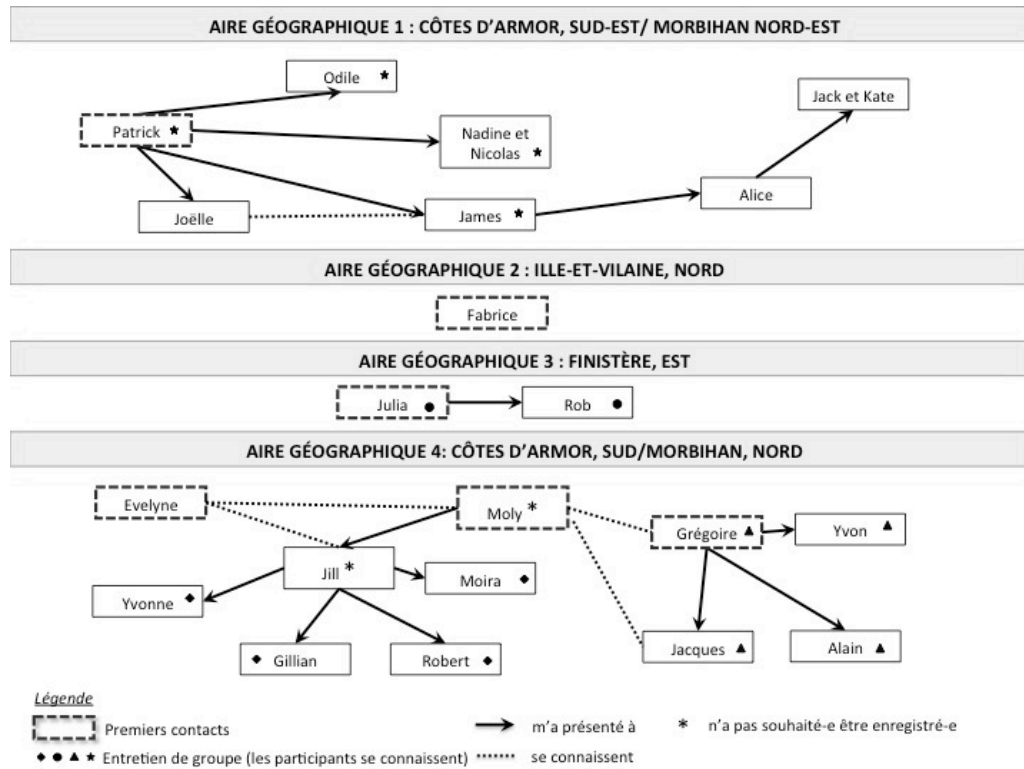 AIRE GÉOGRAPHIQUE 1 : CÔTES D'ARMOR, SUD-EST/ MORBIHAN NORD-EST
Odile ★
Jack et Kate
Patrick ★
Nadine et
Nicolas ★
Alice
Joëlle
James ★
AIRE GÉOGRAPHIQUE 2 : ILLE-ET-VILAINE, NORD
Fabrice
AIRE GÉOGRAPHIQUE 3 : FINISTÈRE, EST
Julia ●
Rob ●
AIRE GÉOGRAPHIQUE 4: CÔTES D'ARMOR, SUD/MORBIHAN, NORD
Evelyne
Moly *
Grégoire ▲
Yvon ▲
Jill *
Moira ◆
Yvonne ◆
◆ Gillian
Robert ◆
Jacques ▲
Alain ▲
Légende
Premiers contacts
m'a présenté à
* n'a pas souhaité-e être enregistré-e
◆ ● ▲ ★ Entretien de groupe (les participants se connaissent)
se connaissent